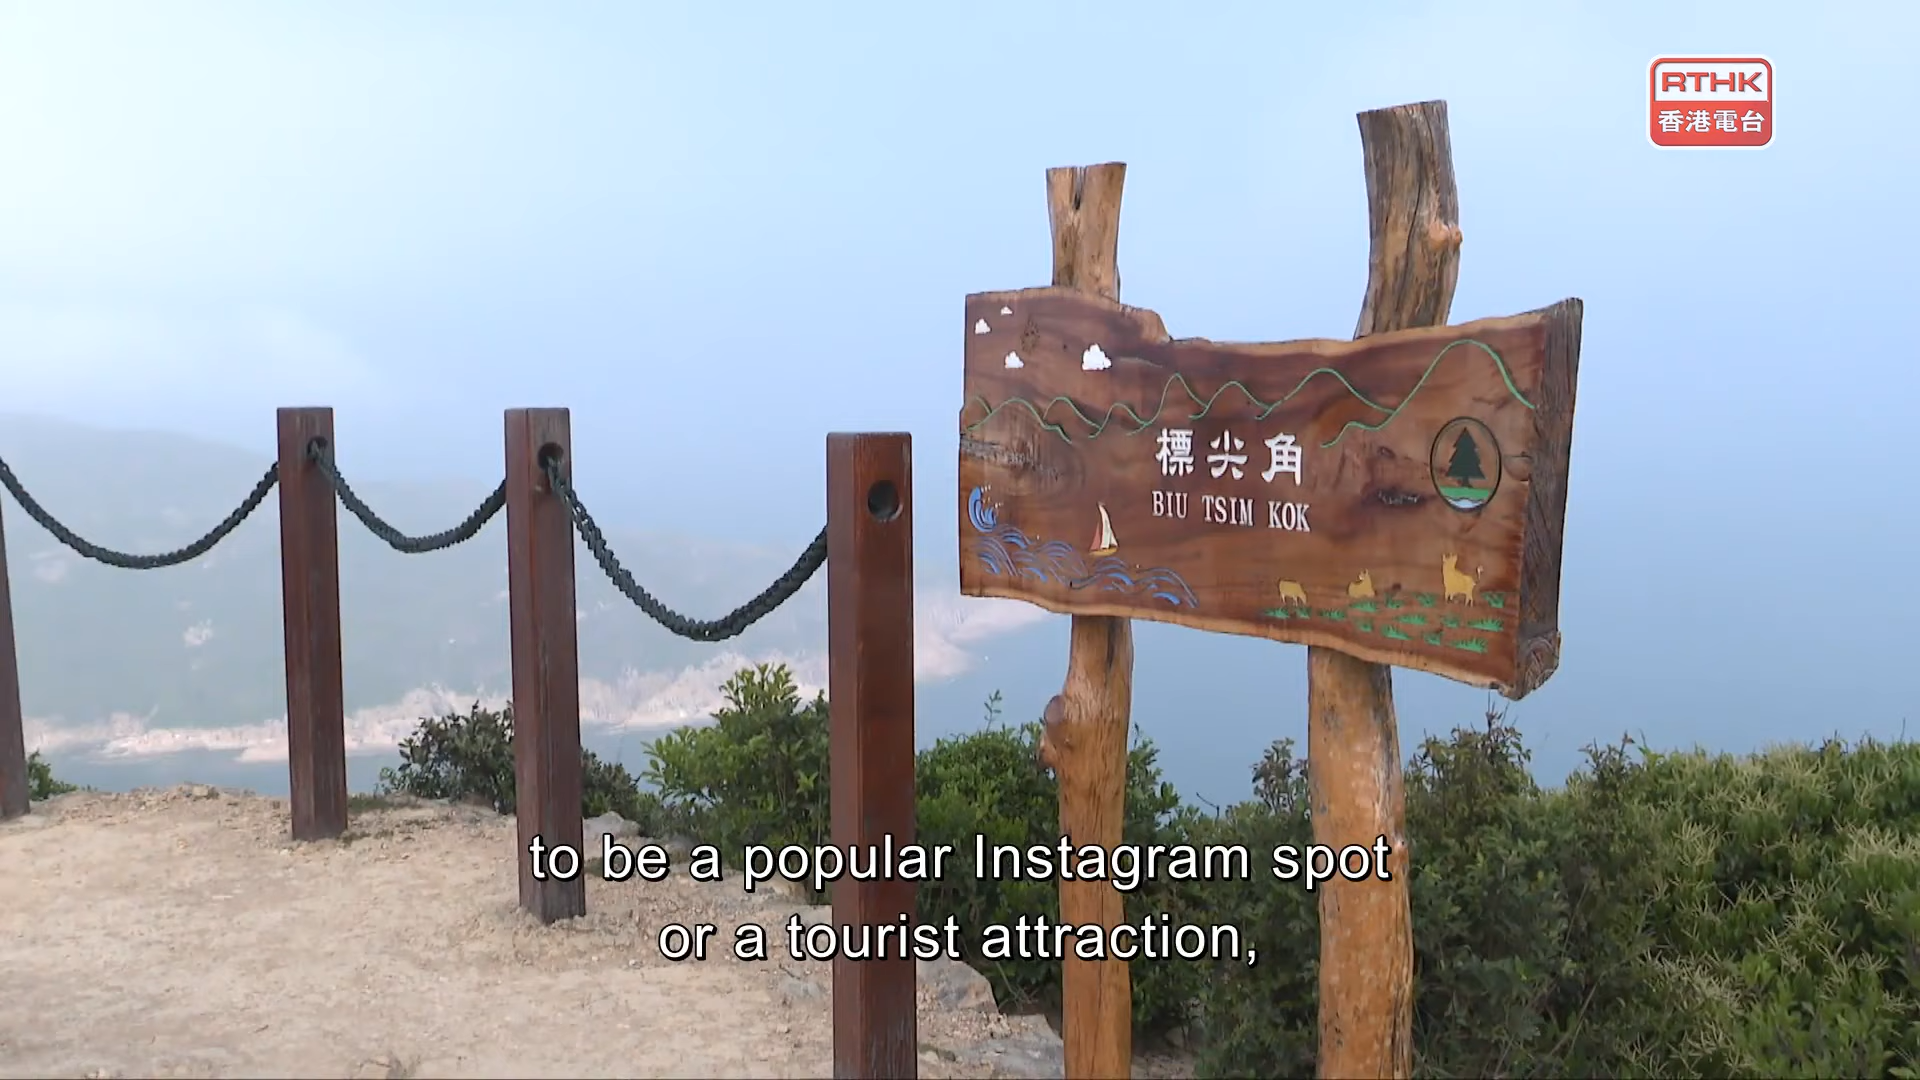 RTHK
香港電台
標尖角
BIU TSIM KOK
to be a popular Instagram spot
or a tourist attraction,